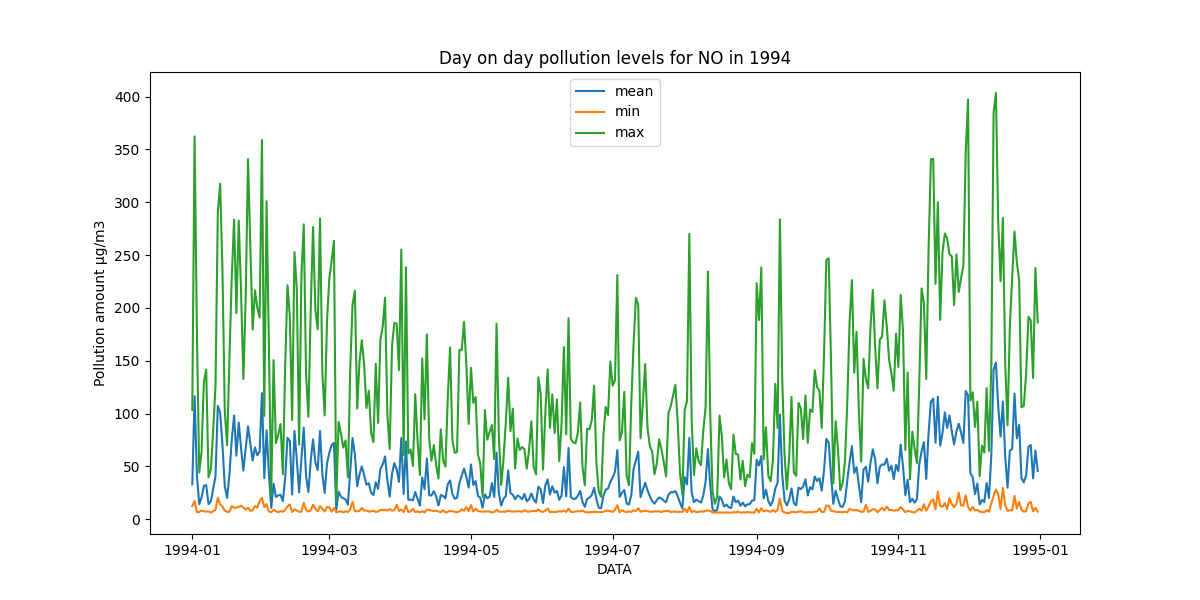 Day on day pollution levels for NO in 1994
mean
min
max
Pollution amount µg/m3
400
350
300
250
200
150
100
50
0
1994-01
1994-03
1994-05
1994-07
1994-09
1994-11
1995-01
DATA